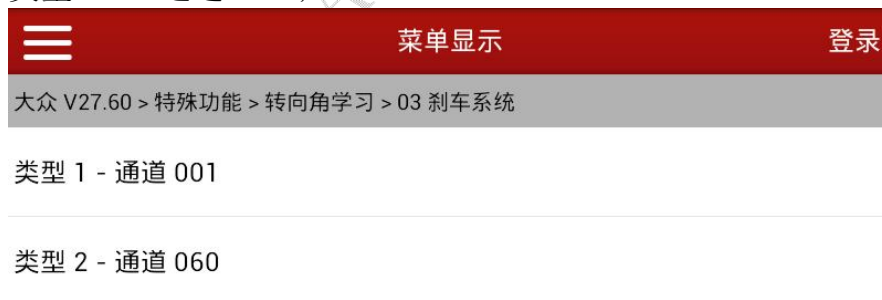 菜单显示
登录
大众 V27.60 > 特殊功能 > 转向角学习 > 03 刹车系统
类型 1 - 通道 001
类型 2 - 通道 060